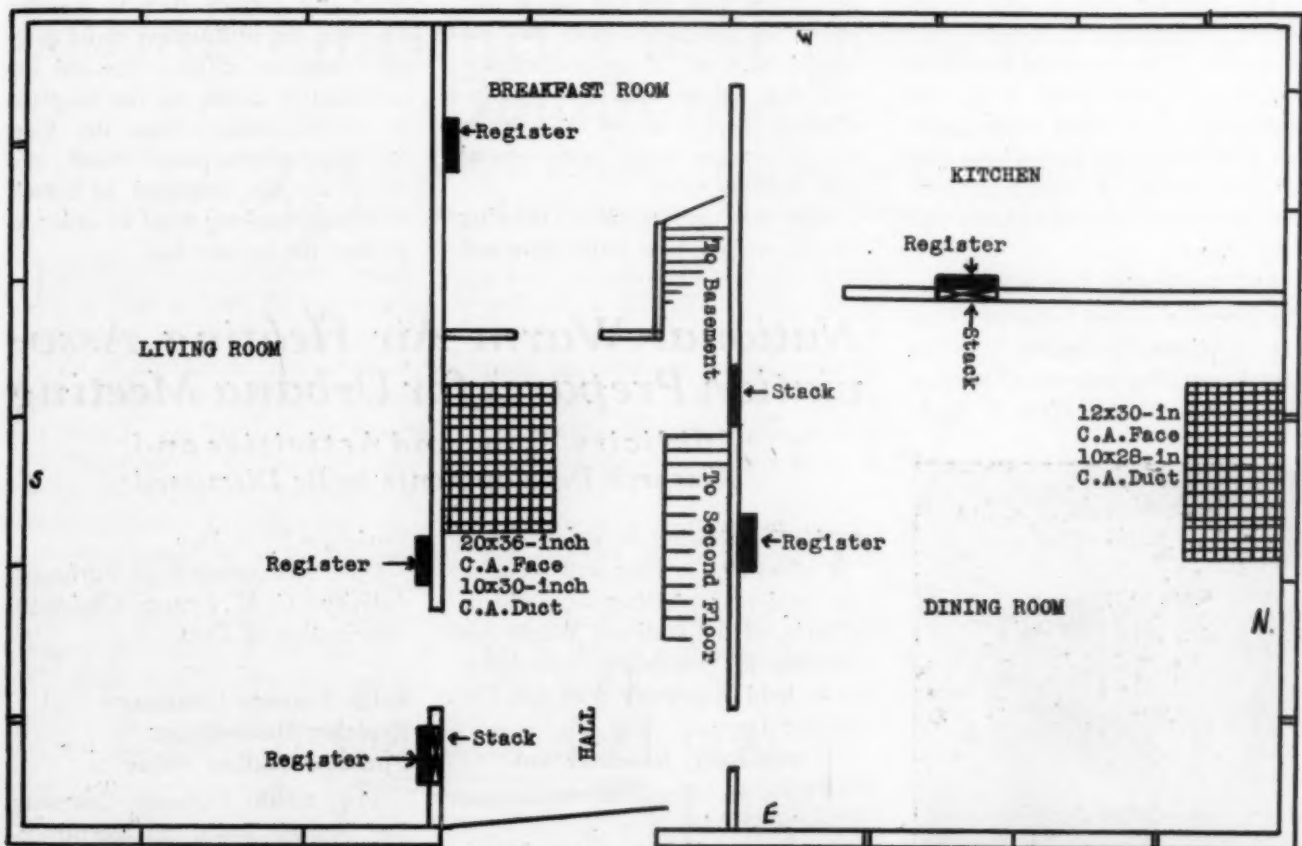 W
BREAKFAST ROOM
Register
KITCHEN
Register
To Basement
LIVING ROOM
Stack
Stack
12x30-in
C.A.Face
10x28-in
C.A.Duct
S
To Second Floor
20x36-inch
C.A.Face
10x30-inch
C.A.Duct
Register
Register
DINING ROOM
N.
HALL
Stack
Register
E